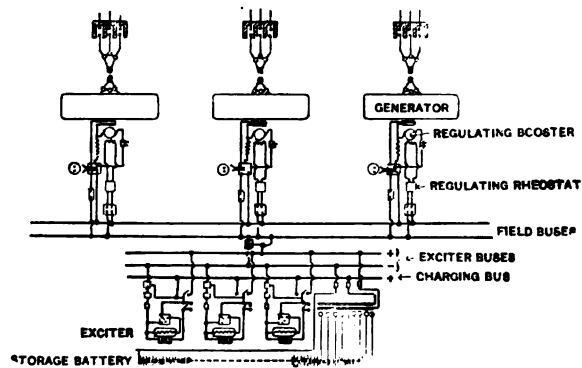 GENERATOR
REGULATING BOOSTER
REGULATING RHEOSTAT
FIELD BUSES
+
EXCITER BUSES
-
+ CHARGING BUS
EXCITER
STORAGE BATTERY